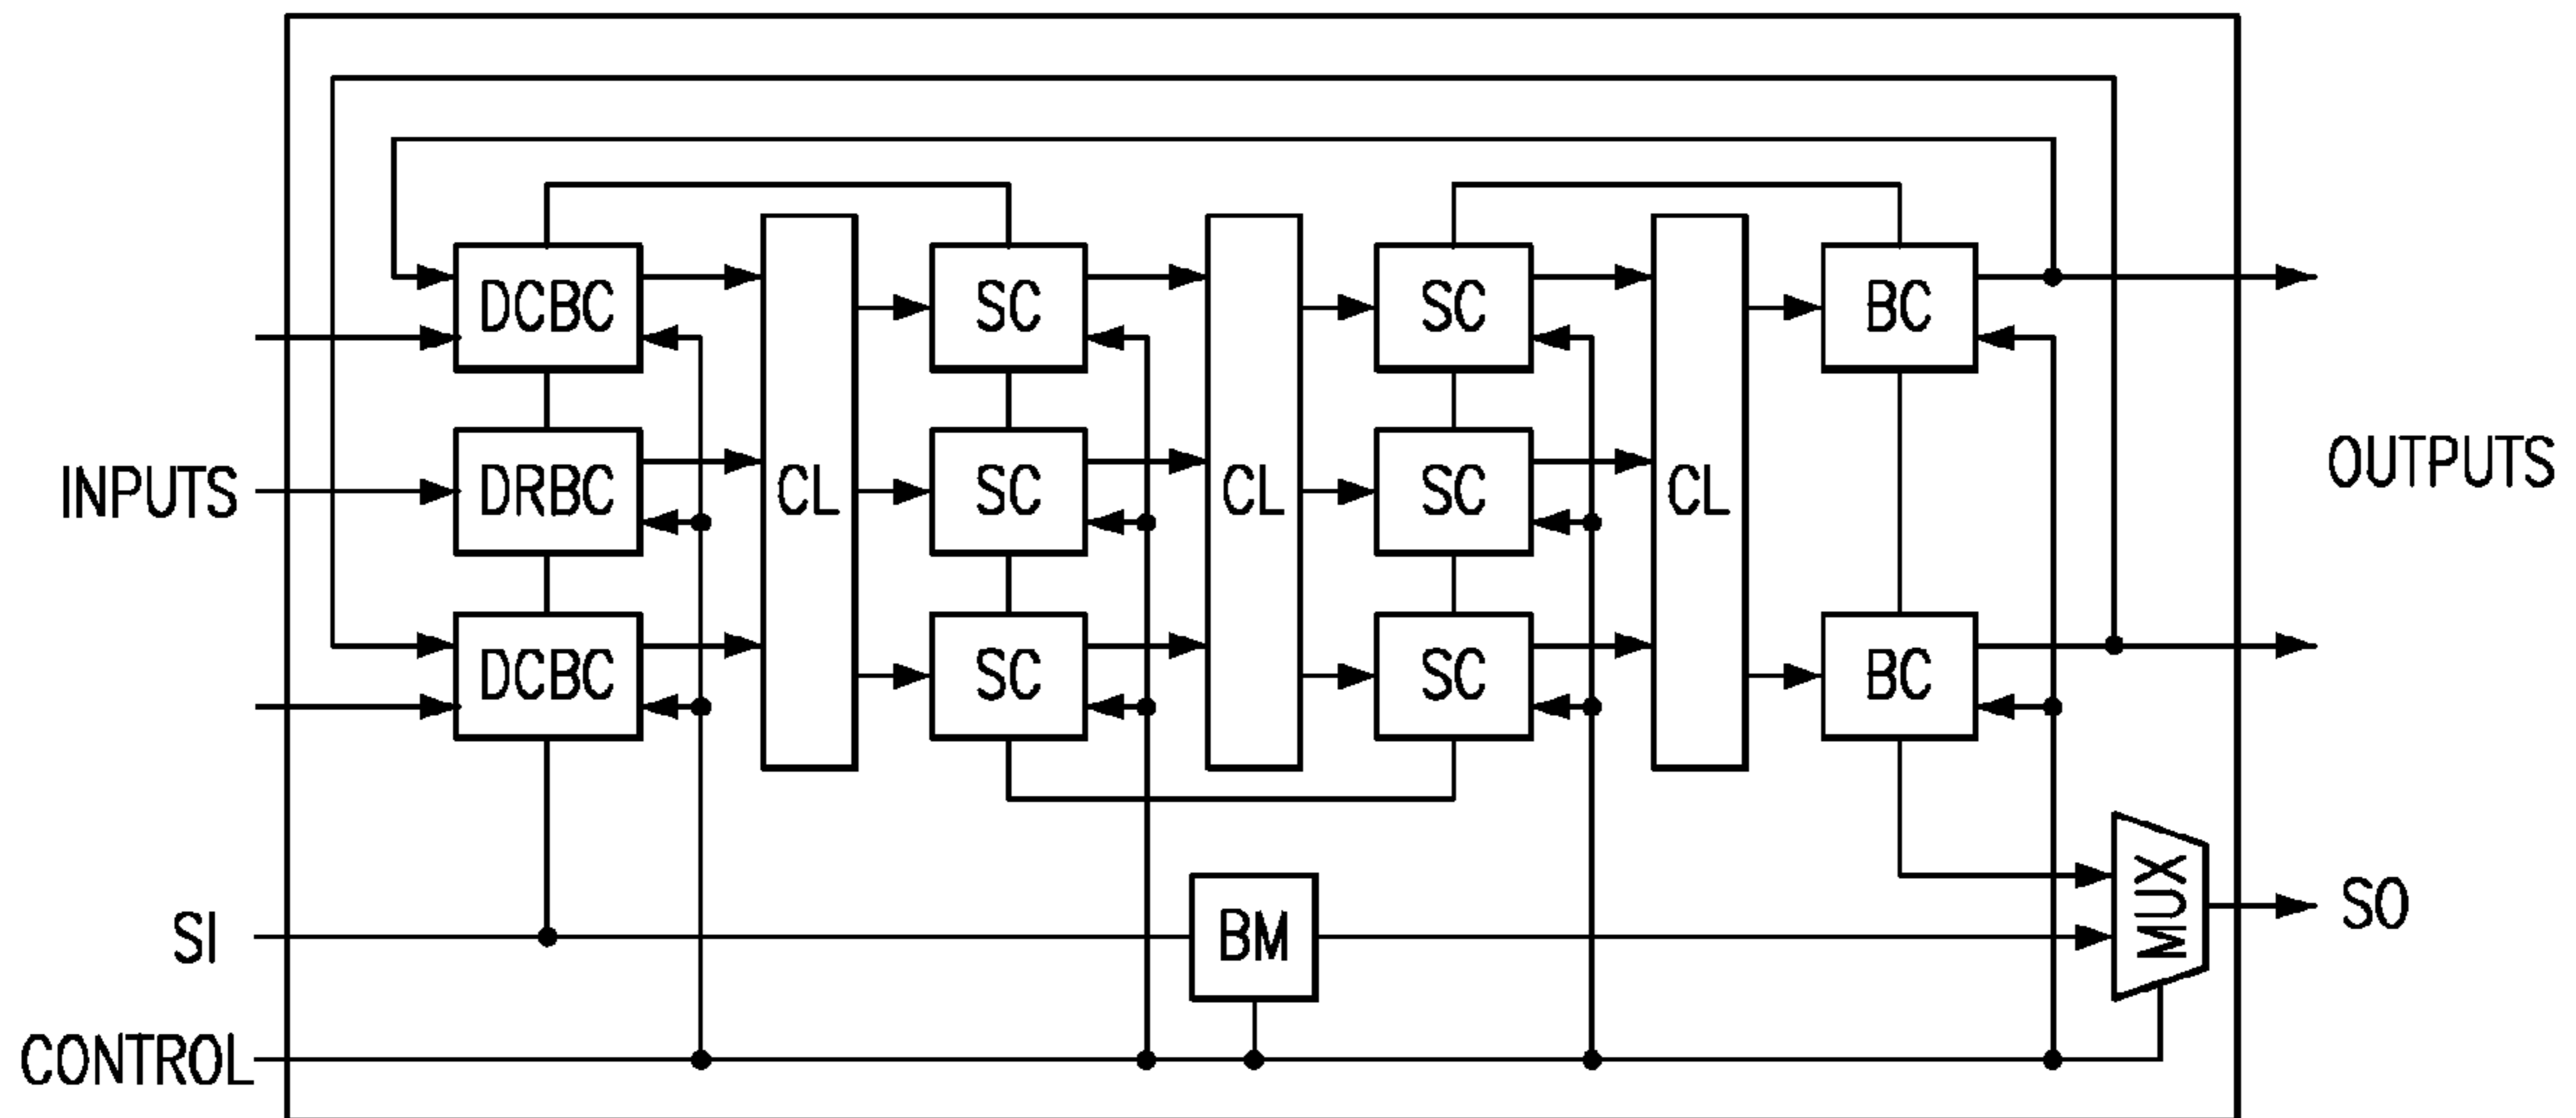 DCBC
SC
SC
BC
INPUTS
DRBC
CL
SC
CL
SC
CL
OUTPUTS
DCBC
SC
SC
BC
SI
BM
MUX
SO
CONTROL